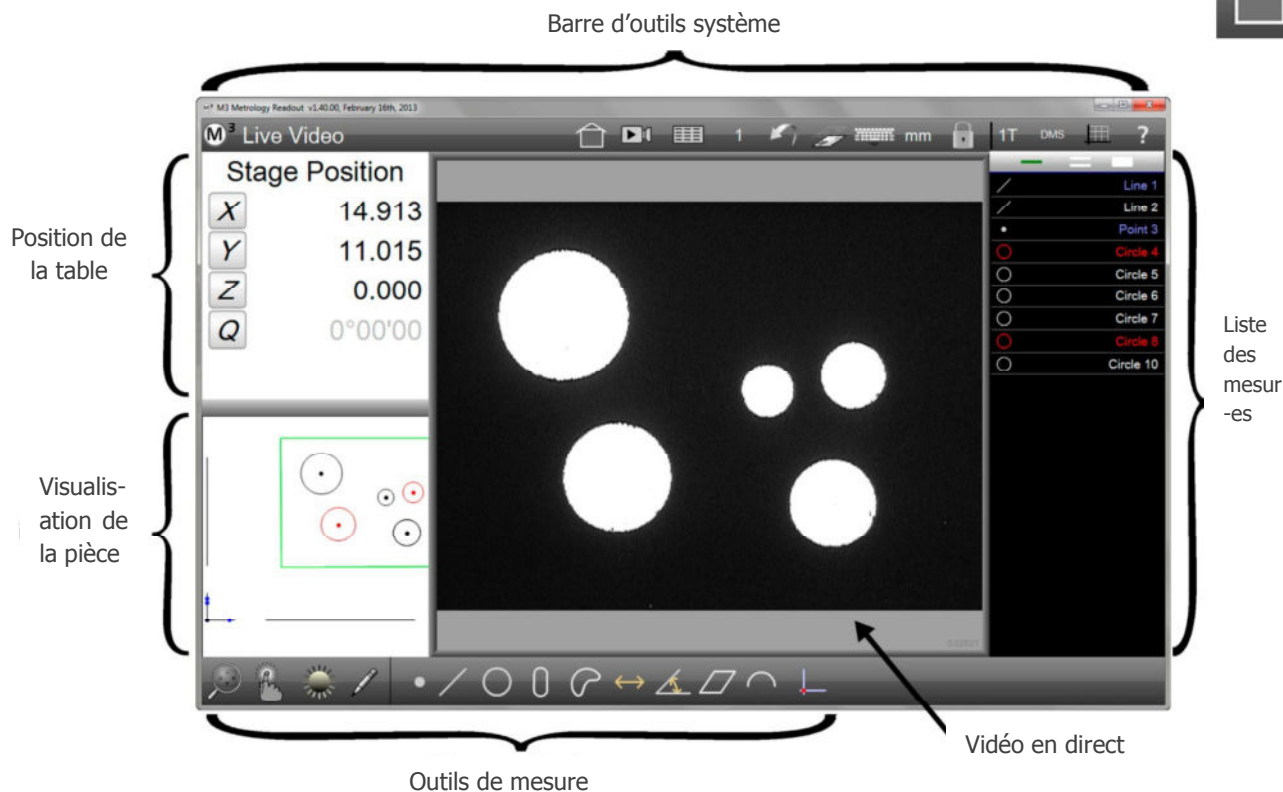 Barre d'outils système
M³ M3 Metrology Readout v1.40.00, February 16th, 2013
M³ Live Video
1
mm
1T
DMS
?
Stage Position
X 14.913
Y 11.015
Z 0.000
Q 0°00'00
Line 1
Line 2
Point 3
Circle 4
Circle 5
Circle 6
Circle 7
Circle 8
Circle 10
Position de
la table
Visualis-
ation de
la pièce
Liste
des
mesur
-es
Vidéo en direct
Outils de mesure